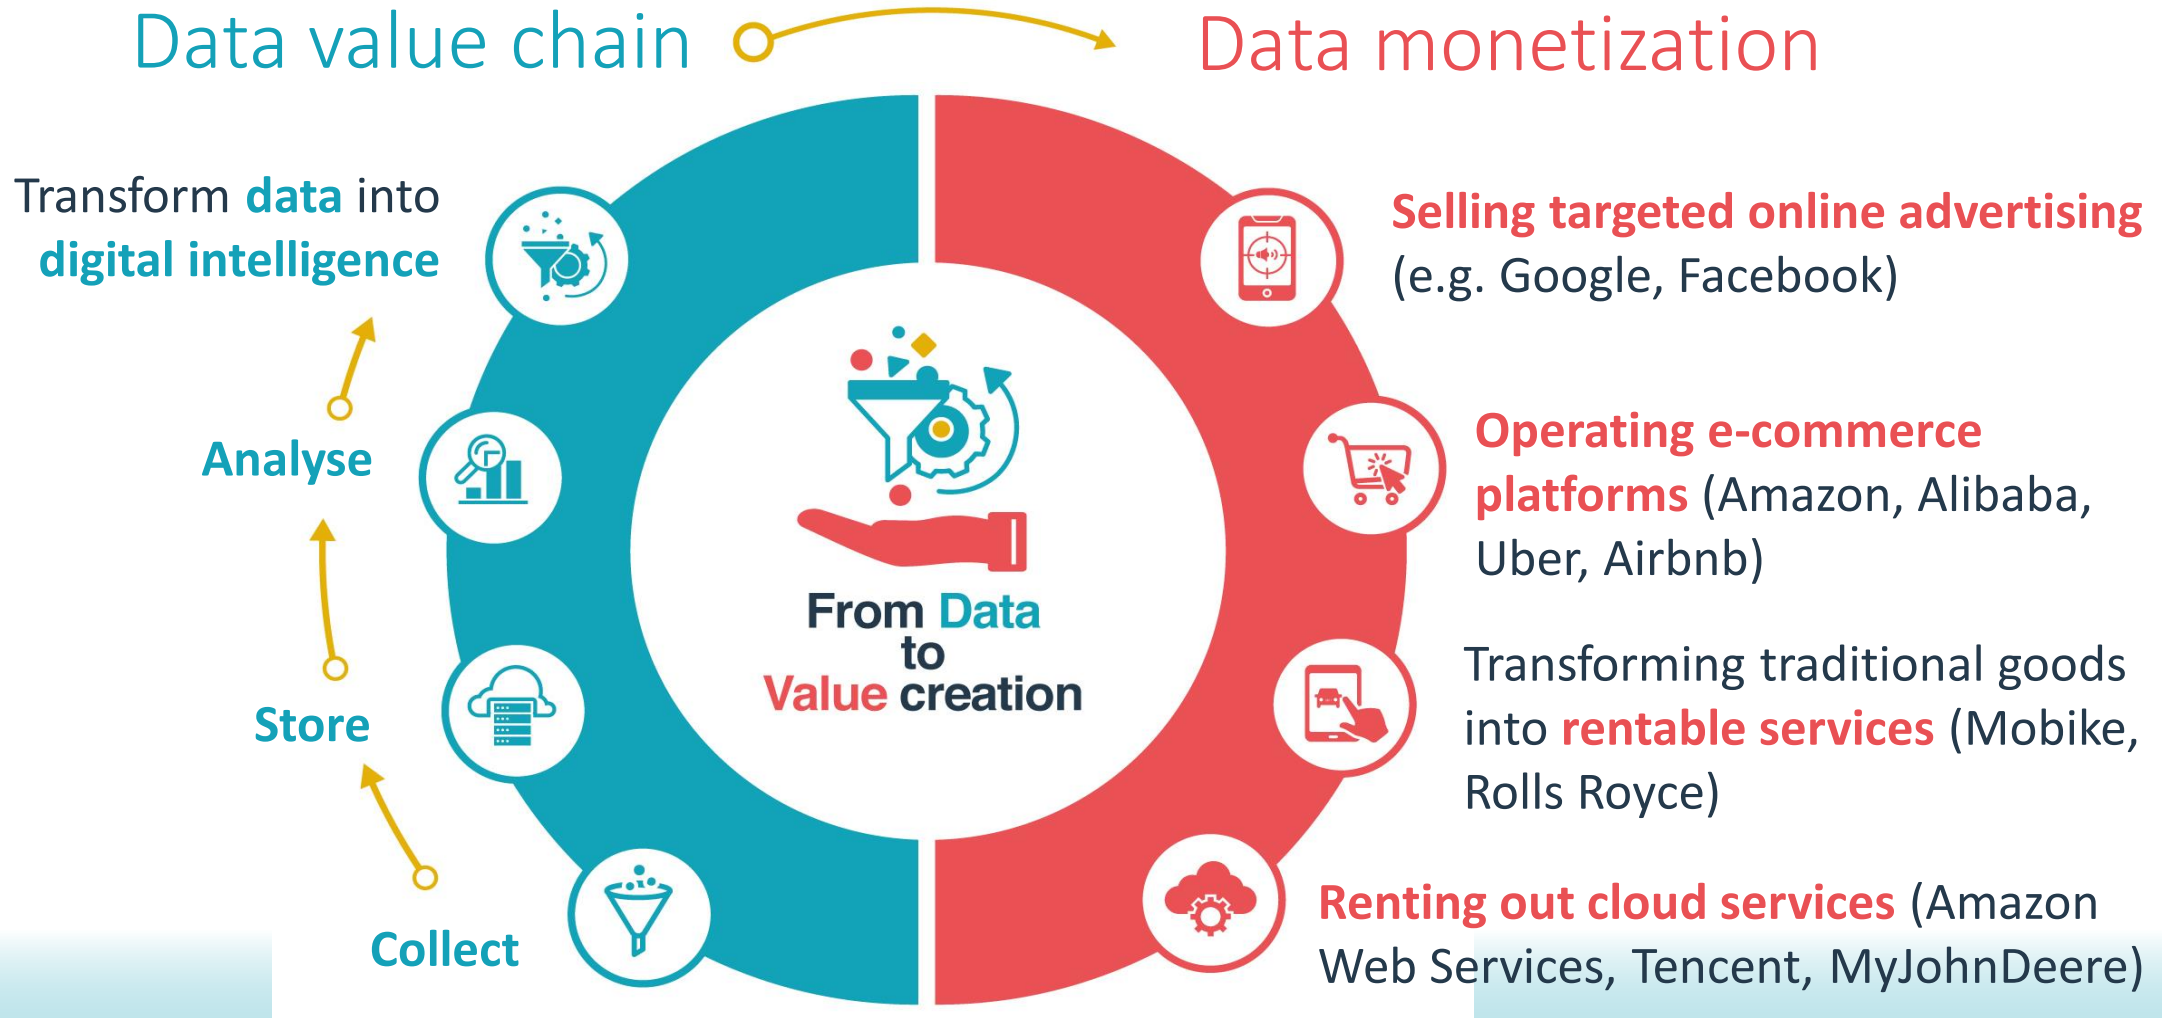 Data value chain
Data monetization
Transform data into
digital intelligence
Analyse
Store
Collect
From Data
to
Value creation
Selling targeted online advertising
(e.g. Google, Facebook)
Operating e-commerce
platforms (Amazon, Alibaba,
Uber, Airbnb)
Transforming traditional goods
into rentable services (Mobike,
Rolls Royce)
Renting out cloud services (Amazon
Web Services, Tencent, MyJohnDeere)